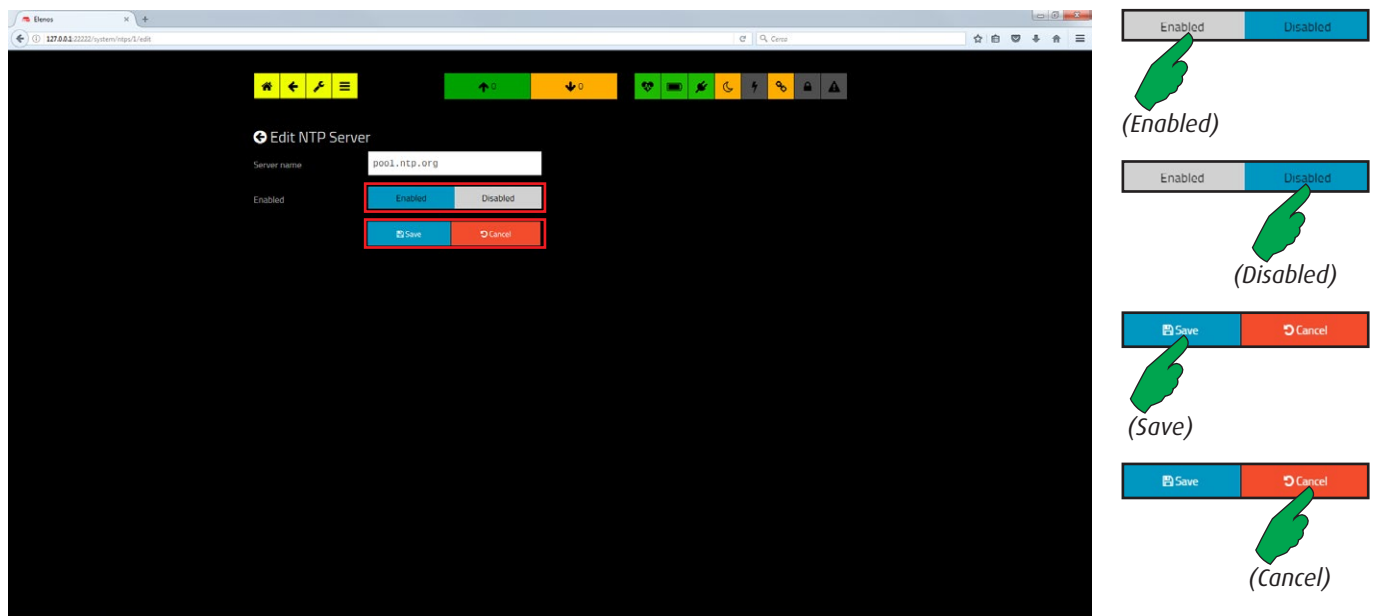 Elenos
127.0.0.1:22222/system/ntps/1/edit
Cerca
0
0
Edit NTP Server
Server name
pool.ntp.org
Enabled
Enabled
Disabled
Save
Cancel
Enabled
Disabled
(Enabled)
Enabled
Disabled
(Disabled)
Save
Cancel
(Save)
Save
Cancel
(Cancel)